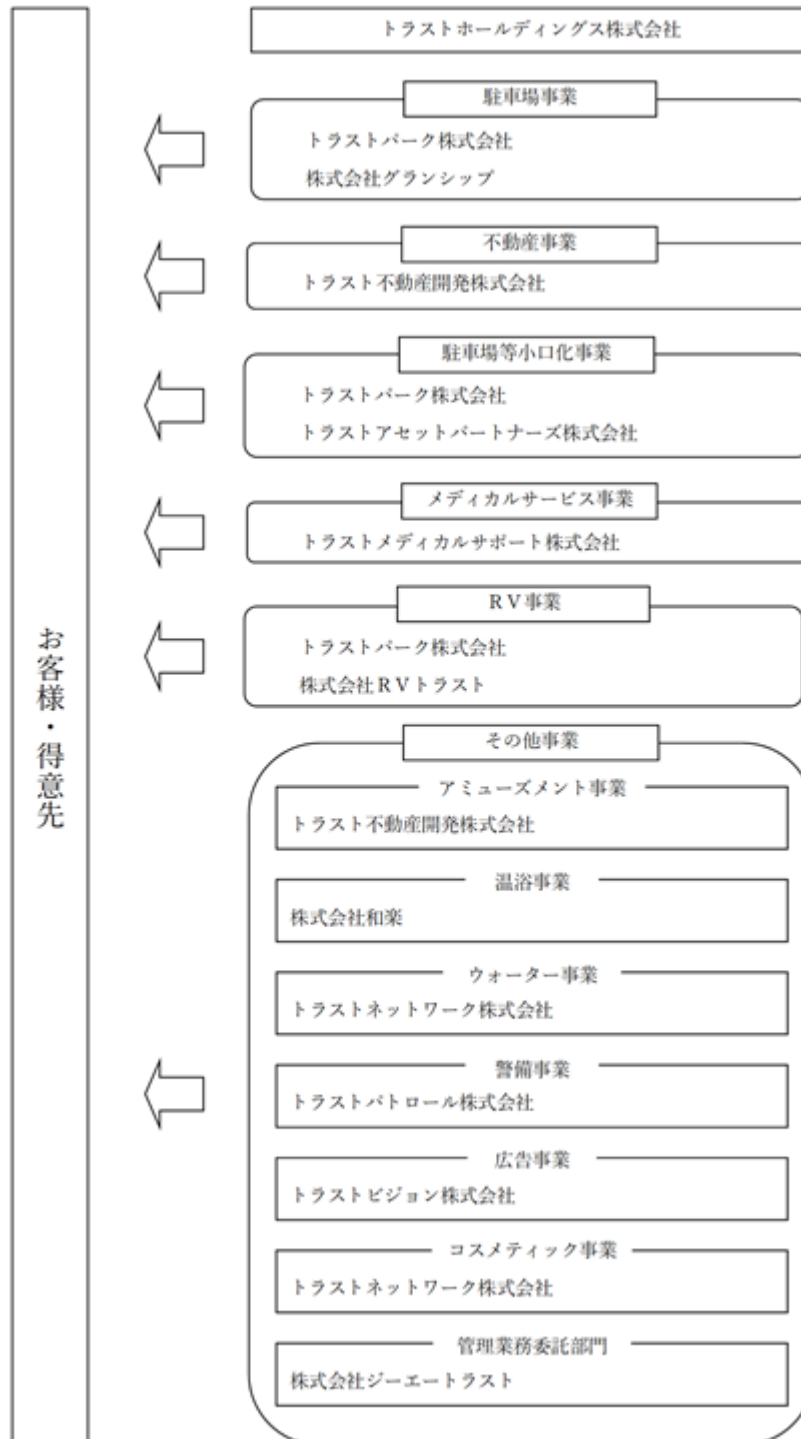 トラストホールディングス株式会社
駐車場事業
トラストパーク株式会社
株式会社グランシップ
不動産事業
トラスト不動産開発株式会社
駐車場等小口化事業
トラストパーク株式会社
トラストアセットパートナーズ株式会社
メディカルサービス事業
トラストメディカルサポート株式会社
ＲＶ事業
トラストパーク株式会社
株式会社ＲＶトラスト
お客様・得意先
その他事業
アミューズメント事業
トラスト不動産開発株式会社
温浴事業
株式会社和楽
ウォーター事業
トラストネットワーク株式会社
警備事業
トラストパトロール株式会社
広告事業
トラストビジョン株式会社
コスメティック事業
トラストネットワーク株式会社
管理業務委託部門
株式会社ジーエートラスト